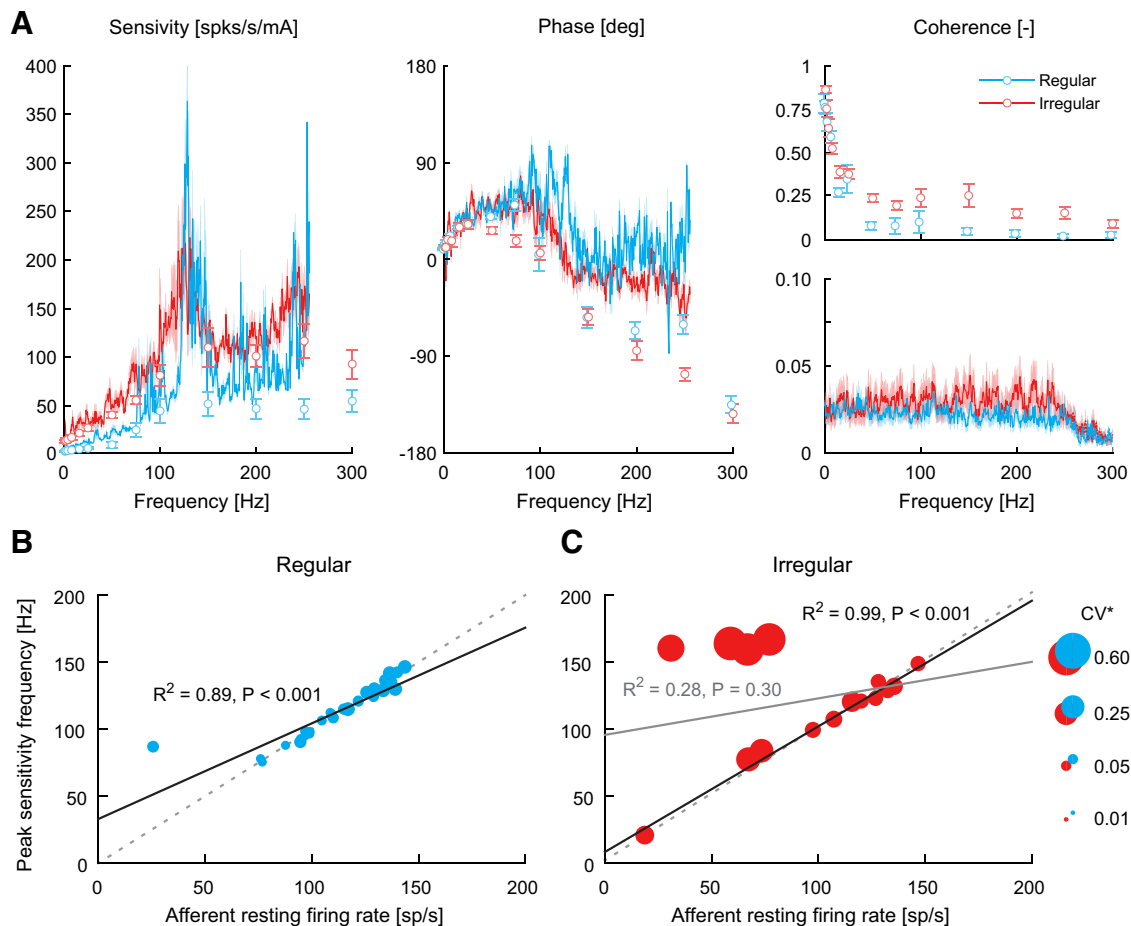 A
Sensivity [spks/s/mA]
Phase [deg]
Coherence [-]
400
350
300
250
200
150
100
50
0
0
100
200
300
Frequency [Hz]
180
90
0
-90
-180
0
100
200
300
Frequency [Hz]
1
0.75
0.50
0.25
0
Regular
Irregular
0.10
0.05
0
0
100
200
300
Frequency [Hz]
B
Regular
Peak sensitivity frequency [Hz]
200
150
100
50
0
R² = 0.89, P < 0.001
0
50
100
150
200
Afferent resting firing rate [sp/s]
C
Irregular
200
150
100
50
0
R² = 0.99, P < 0.001
R² = 0.28, P = 0.30
0
50
100
150
200
Afferent resting firing rate [sp/s]
CV*
0.60
0.25
0.05
0.01